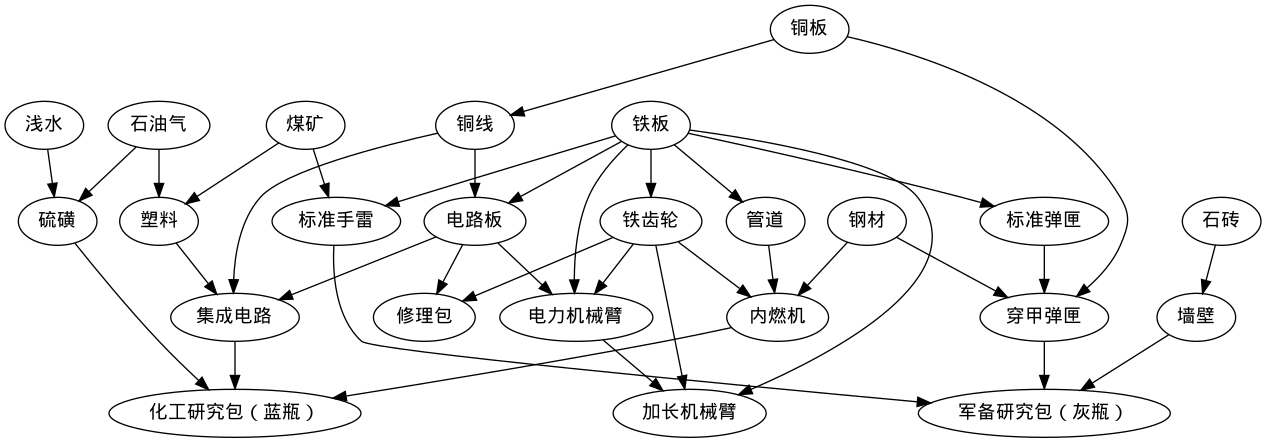 铜板
浅水
石油气
煤矿
铜线
铁板
硫磺
塑料
标准手雷
电路板
铁齿轮
管道
钢材
标准弹匣
石砖
集成电路
修理包
电力机械臂
内燃机
穿甲弹匣
墙壁
化工研究包（蓝瓶）
加长机械臂
军备研究包（灰瓶）